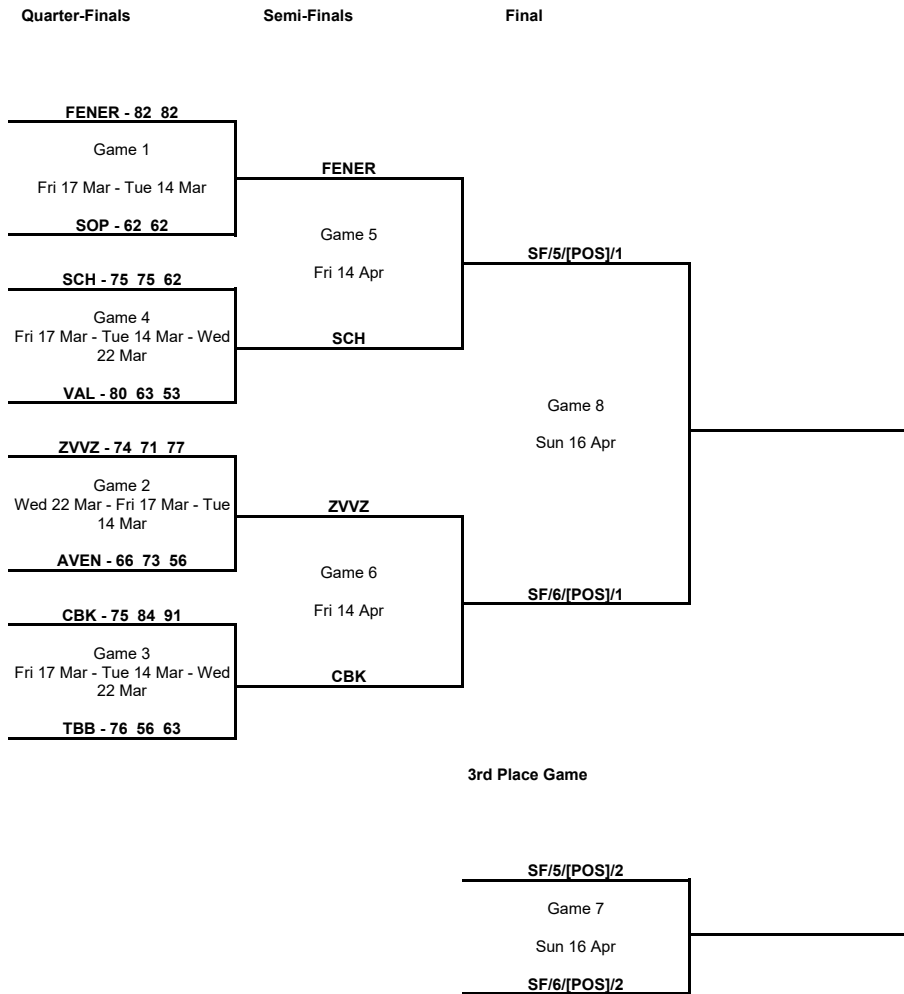 Quarter-Finals Semi-Finals Final
FENER - 82 82
Game 1
Fri 17 Mar - Tue 14 Mar
SOP - 62 62
SCH - 75 75 62
Game 4
Fri 17 Mar - Tue 14 Mar - Wed
22 Mar
VAL - 80 63 53
ZVVZ - 74 71 77
Game 2
Wed 22 Mar - Fri 17 Mar - Tue
14 Mar
AVEN - 66 73 56
CBK - 75 84 91
Game 3
Fri 17 Mar - Tue 14 Mar - Wed
22 Mar
TBB - 76 56 63
FENER
Game 5
Fri 14 Apr
SCH
ZVVZ
Game 6
Fri 14 Apr
CBK
SF/5/[POS]/1
Game 8
Sun 16 Apr
SF/6/[POS]/1
3rd Place Game
SF/5/[POS]/2
Game 7
Sun 16 Apr
SF/6/[POS]/2